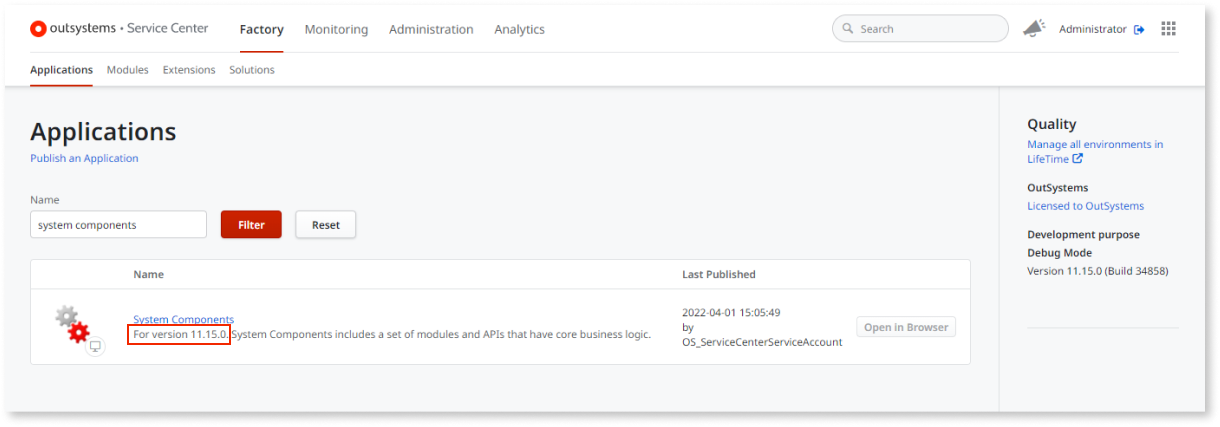 outsystems • Service Center
Factory
Monitoring
Administration
Analytics
Search
Administrator
Applications
Modules
Extensions
Solutions
Applications
Publish an Application
Name
system components
Filter
Reset
Name
Last Published
System Components
For version 11.15.0. System Components includes a set of modules and APIs that have core business logic.
2022-04-01 15:05:49
by
OS_ServiceCenterServiceAccount
Open in Browser
Quality
Manage all environments in
LifeTime
OutSystems
Licensed to OutSystems
Development purpose
Debug Mode
Version 11.15.0 (Build 34858)